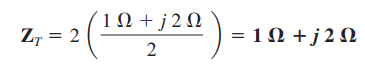 Z_T = 2 ( (1 Ω + j 2 Ω) / 2 ) = 1 Ω + j 2 Ω